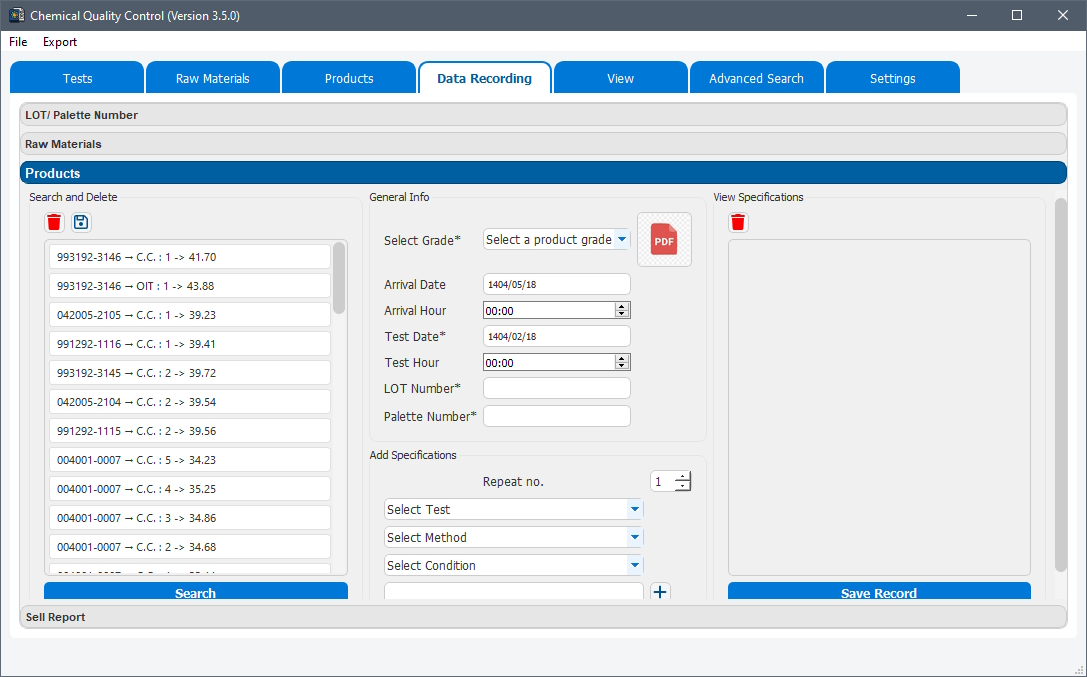 Chemical Quality Control (Version 3.5.0)
File Export
Tests Raw Materials Products Data Recording View Advanced Search Settings
LOT/ Palette Number
Raw Materials
Products
Search and Delete
993192-3146 → C.C. : 1 -> 41.70
993192-3146 → OIT : 1 -> 43.88
042005-2105 → C.C. : 1 -> 39.23
991292-1116 → C.C. : 1 -> 39.41
993192-3145 → C.C. : 2 -> 39.72
042005-2104 → C.C. : 2 -> 39.54
991292-1115 → C.C. : 2 -> 39.56
004001-0007 → C.C. : 5 -> 34.23
004001-0007 → C.C. : 4 -> 35.25
004001-0007 → C.C. : 3 -> 34.86
004001-0007 → C.C. : 2 -> 34.68
Search
General Info
Select Grade* Select a product grade
PDF
Arrival Date 1404/05/18
Arrival Hour 00:00
Test Date* 1404/02/18
Test Hour 00:00
LOT Number*
Palette Number*
Add Specifications
Repeat no. 1
Select Test
Select Method
Select Condition
View Specifications
Save Record
Sell Report